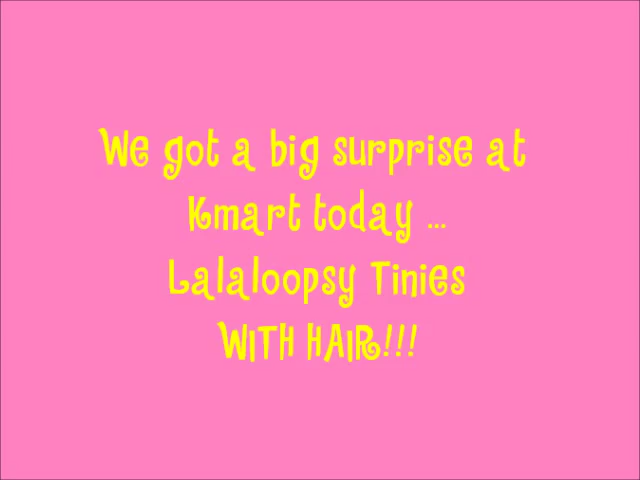 We got a big surprise at
Kmart today ...
Lalaloopsy Tinies
WITH HAIR!!!